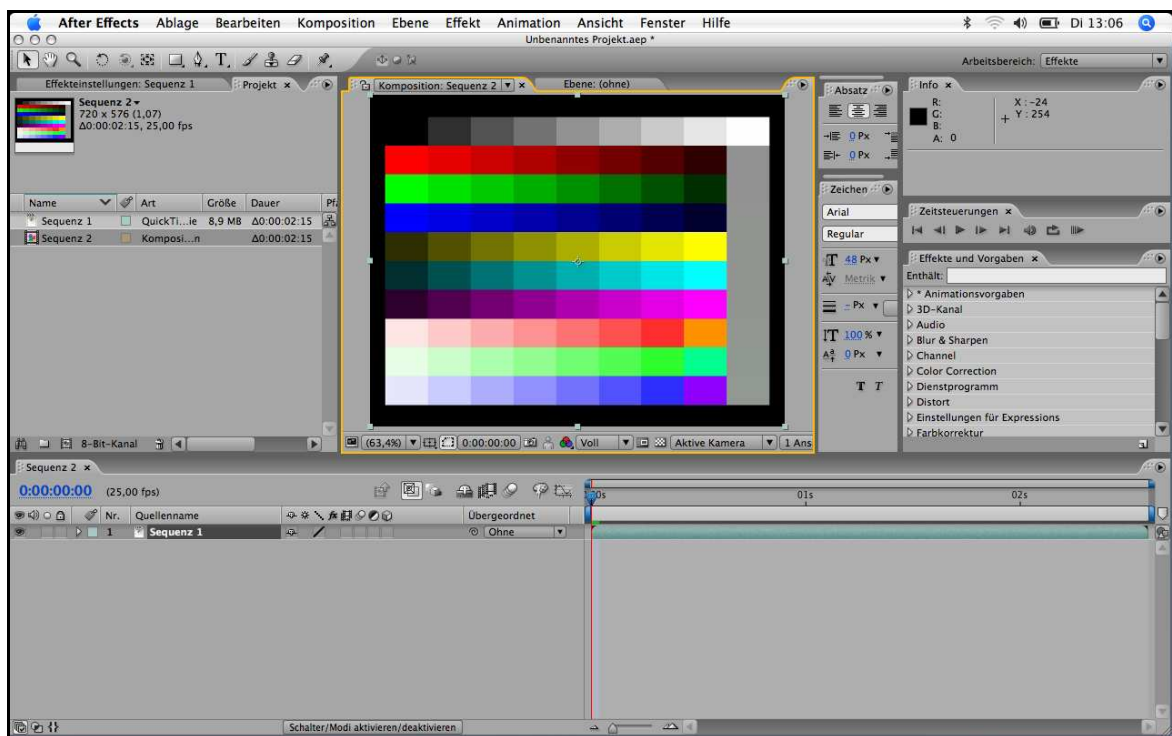 After Effects Ablage Bearbeiten Komposition Ebene Effekt Animation Ansicht Fenster Hilfe Di 13:06
Unbenanntes Projekt.aep *
Arbeitsbereich: Effekte
Effekteinstellungen: Sequenz 1 Projekt ×
Sequenz 2
720 x 576 (1,07)
Δ0:00:02:15, 25,00 fps
Name Art Größe Dauer Pfa
Sequenz 1 QuickTi...ie 8,9 MB Δ0:00:02:15
Sequenz 2 Komposi...n Δ0:00:02:15
8-Bit-Kanal
Komposition: Sequenz 2 × Ebene: (ohne)
(63,4%) 0:00:00:00 Voll Aktive Kamera 1 Ans
Absatz
0 Px
0 Px
Zeichen
Arial
Regular
48 Px
Metrik
- Px
100 %
0 Px
T T
Info ×
R: X : -24
G: Y : 254
B:
A: 0
Zeitsteuerungen ×
Effekte und Vorgaben ×
Enthält:
* Animationsvorgaben
3D-Kanal
Audio
Blur & Sharpen
Channel
Color Correction
Dienstprogramm
Distort
Einstellungen für Expressions
Farbkorrektur
Sequenz 2 ×
0:00:00:00 (25,00 fps)
01s 02s
Nr. Quellenname Übergeordnet
1 Sequenz 1 Ohne
Schalter/Modi aktivieren/deaktivieren